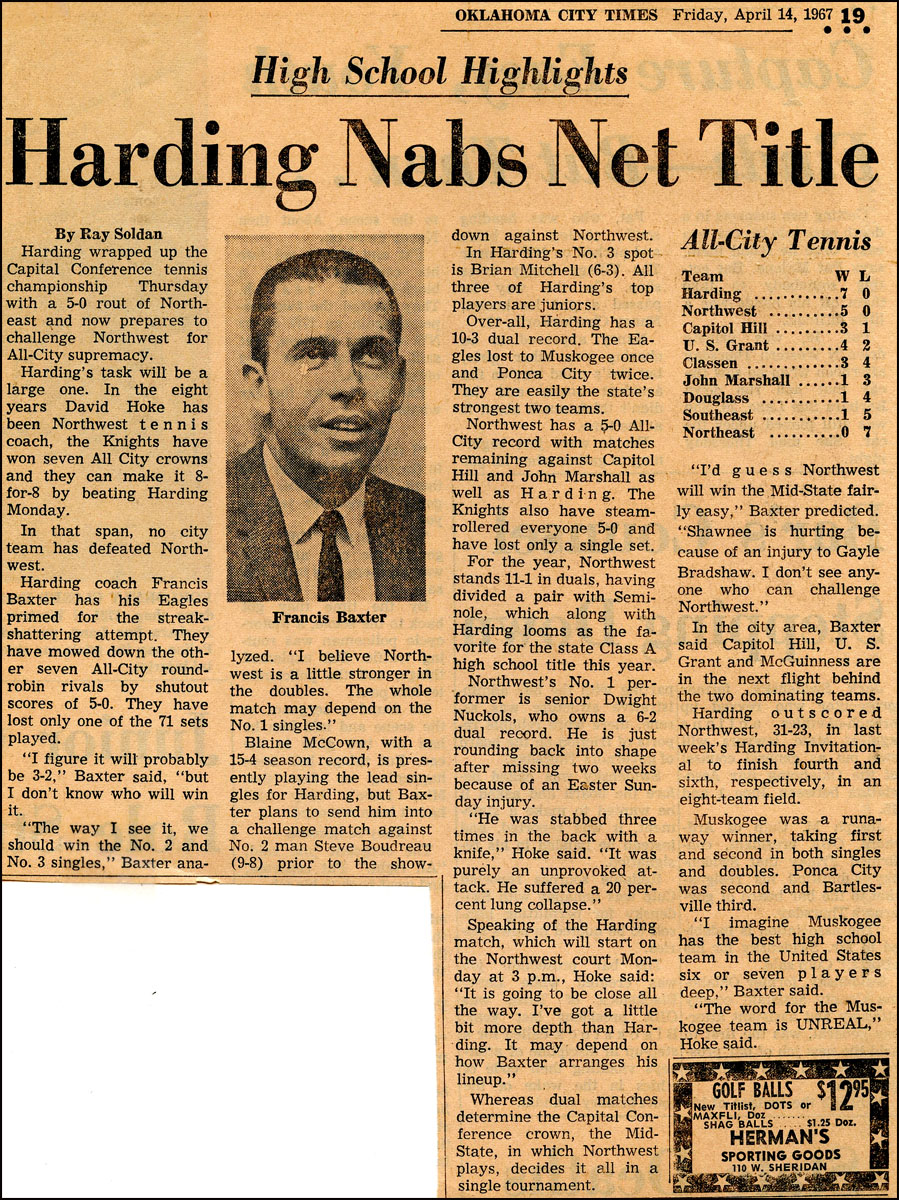 OKLAHOMA CITY TIMES Friday, April 14, 1967 19
High School Highlights
Harding Nabs Net Title
By Ray Soldan
Harding wrapped up the
Capital Conference tennis
championship Thursday
with a 5-0 rout of North-
east and now prepares to
challenge Northwest for
All-City supremacy.
Harding's task will be a
large one. In the eight
years David Hoke has
been Northwest tennis
coach, the Knights have
won seven All City crowns
and they can make it 8-
for-8 by beating Harding
Monday.
In that span, no city
team has defeated North-
west.
Harding coach Francis
Baxter has his Eagles
primed for the streak-
shattering attempt. They
have mowed down the oth-
er seven All-City round-
robin rivals by shutout
scores of 5-0. They have
lost only one of the 71 sets
played.
"I figure it will probably
be 3-2," Baxter said, "but
I don't know who will win
it.
"The way I see it, we
should win the No. 2 and
No. 3 singles," Baxter ana-
Francis Baxter
lyzed. "I believe North-
west is a little stronger in
the doubles. The whole
match may depend on the
No. 1 singles."
Blaine McCown, with a
15-4 season record, is pres-
ently playing the lead sin-
gles for Harding, but Bax-
ter plans to send him into
a challenge match against
No. 2 man Steve Boudreau
(9-8) prior to the show-
down against Northwest.
In Harding's No. 3 spot
is Brian Mitchell (6-3). All
three of Harding's top
players are juniors.
Over-all, Harding has a
10-3 dual record. The Ea-
gles lost to Muskogee once
and Ponca City twice.
They are easily the state's
strongest two teams.
Northwest has a 5-0 All-
City record with matches
remaining against Capitol
Hill and John Marshall as
well as Harding. The
Knights also have steam-
rollered everyone 5-0 and
have lost only a single set.
For the year, Northwest
stands 11-1 in duals, having
divided a pair with Semi-
nole, which along with
Harding looms as the fa-
vorite for the state Class A
high school title this year.
Northwest's No. 1 per-
former is senior Dwight
Nuckols, who owns a 6-2
dual record. He is just
rounding back into shape
after missing two weeks
because of an Easter Sun-
day injury.
"He was stabbed three
times in the back with a
knife," Hoke said. "It was
purely an unprovoked at-
tack. He suffered a 20 per-
cent lung collapse."
Speaking of the Harding
match, which will start on
the Northwest court Mon-
day at 3 p.m., Hoke said:
"It is going to be close all
the way. I've got a little
bit more depth than Har-
ding. It may depend on
how Baxter arranges his
lineup."
Whereas dual matches
determine the Capital Con-
ference crown, the Mid-
State, in which Northwest
plays, decides it all in a
single tournament.
All-City Tennis
Team W L
Harding ...........7 0
Northwest ..........5 0
Capitol Hill .........3 1
U. S. Grant .........4 2
Classen ............3 4
John Marshall ......1 3
Douglass ...........1 4
Southeast ..........1 5
Northeast ..........0 7
"I'd guess Northwest
will win the Mid-State fair-
ly easy," Baxter predicted.
"Shawnee is hurting be-
cause of an injury to Gayle
Bradshaw. I don't see any-
one who can challenge
Northwest."
In the city area, Baxter
said Capitol Hill, U. S.
Grant and McGuinness are
in the next flight behind
the two dominating teams.
Harding outscored
Northwest, 31-23, in last
week's Harding Invitation-
al to finish fourth and
sixth, respectively, in an
eight-team field.
Muskogee was a runa-
way winner, taking first
and second in both singles
and doubles. Ponca City
was second and Bartles-
ville third.
"I imagine Muskogee
has the best high school
team in the United States
six or seven players
deep," Baxter said.
"The word for the Mus-
kogee team is UNREAL,"
Hoke said.
GOLF BALLS $12.95
New Titlist, DOTS or
MAXFLI, Doz .......
SHAG BALLS .... $1.25 Doz.
HERMAN'S
SPORTING GOODS
110 W. SHERIDAN